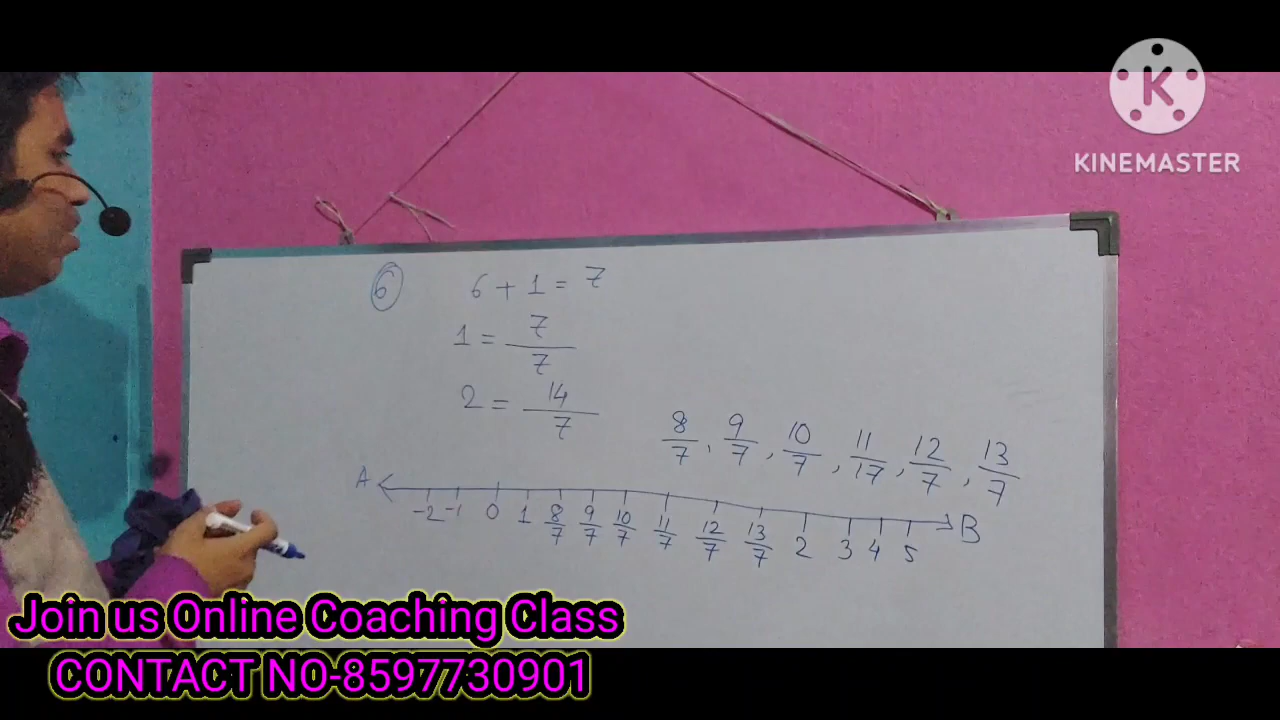 KINEMASTER
6 6 + 1 = 7
1 = 7/7
2 = 14/7
8/7, 9/7, 10/7, 11/17, 12/7, 13/7
A -2 -1 0 1 8/7 9/7 10/7 11/7 12/7 13/7 2 3 4 5 B
Join us Online Coaching Class
CONTACT NO-8597730901